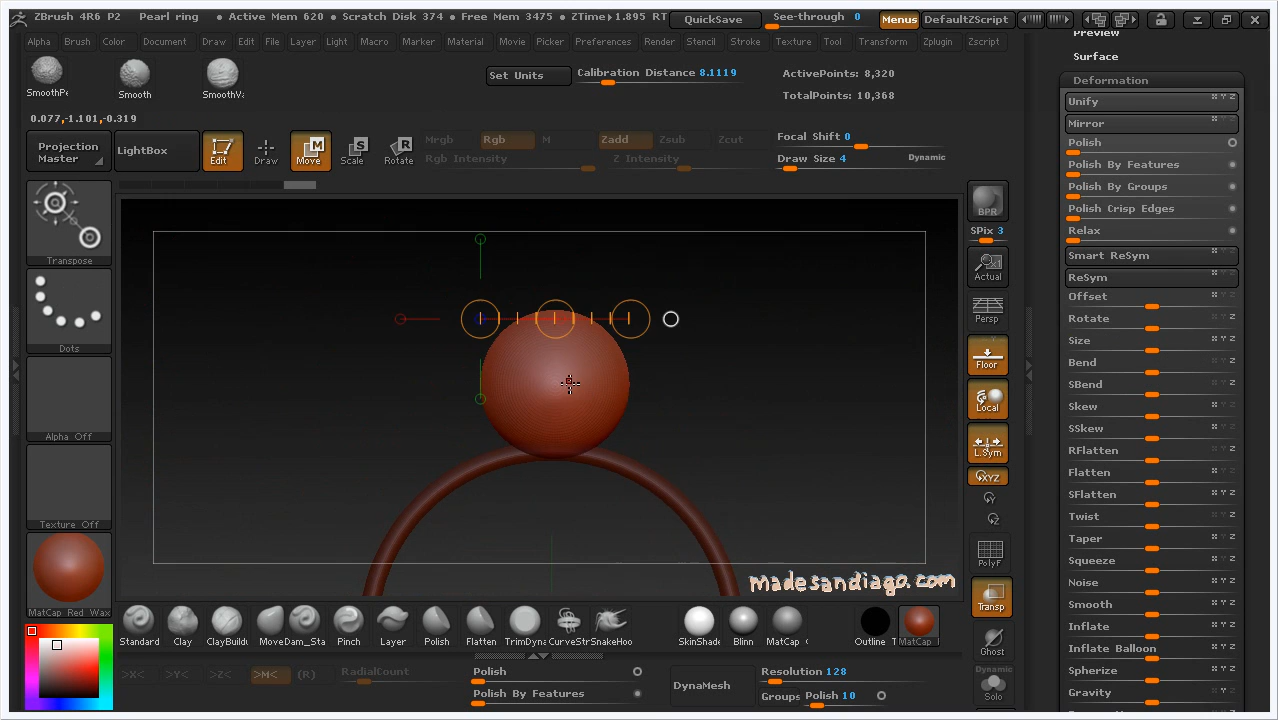 ZBrush 4R6 P2 Pearl ring • Active Mem 620 • Scratch Disk 374 • Free Mem 3475 • ZTime▸1.895 RT QuickSave See-through 0 Menus DefaultZScript
Alpha Brush Color Document Draw Edit File Layer Light Macro Marker Material Movie Picker Preferences Render Stencil Stroke Texture Tool Transform Zplugin Zscript
SmoothPe Smooth SmoothVa
Set Units Calibration Distance 8.1119
ActivePoints: 8,320
TotalPoints: 10,368
0.077,-1.101,-0.319
Projection
Master
LightBox
Edit Draw Move Scale Rotate
M S R
Mrgb Rgb M Zadd Zsub Zcut
Rgb Intensity Z Intensity
Focal Shift 0
Draw Size 4 Dynamic
Transpose
Dots
Alpha Off
Texture Off
MatCap Red Wax
BPR
SPix 3
Actual
Persp
Floor
Local
L.Sym
XYZ
Y
Z
PolyF
Transp
Ghost
Dynamic
Solo
madesandiago.com
Standard Clay ClayBuildu MoveDam_Sta Pinch Layer Polish Flatten TrimDyna CurveStrSnakeHoo SkinShade Blinn MatCap Outline T MatCap
>X< >Y< >Z< >M< (R) RadialCount
Polish
Polish By Features
DynaMesh
Resolution 128
Groups Polish 10
Preview
Surface
Deformation
Unify
Mirror
Polish
Polish By Features
Polish By Groups
Polish Crisp Edges
Relax
Smart ReSym
ReSym
Offset
Rotate
Size
Bend
SBend
Skew
SSkew
RFlatten
Flatten
SFlatten
Twist
Taper
Squeeze
Noise
Smooth
Inflate
Inflate Balloon
Spherize
Gravity